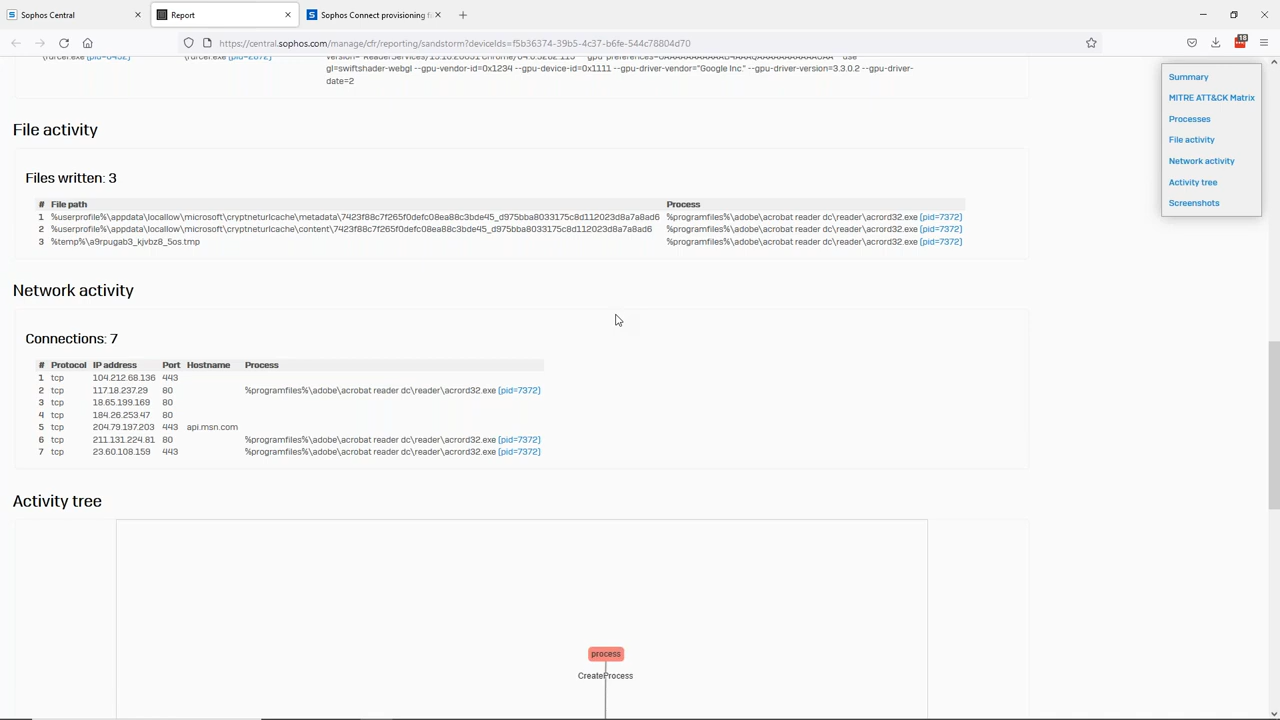 Sophos Central
Report
Sophos Connect provisioning f
https://central.sophos.com/manage/cfr/reporting/sandstorm?deviceIds=f5b36374-39b5-4c37-b6fe-544c78804d70
18
gl=swiftshader-webgl --gpu-vendor-id=0x1234 --gpu-device-id=0x1111 --gpu-driver-vendor="Google Inc." --gpu-driver-version=3.3.0.2 --gpu-driver-
date=2
Summary
MITRE ATT&CK Matrix
Processes
File activity
Network activity
Activity tree
Screenshots
File activity
Files written: 3
# File path Process
1 %userprofile%\appdata\locallow\microsoft\cryptneturlcache\metadata\7423f88c7f265f0defc08ea88c3bde45_d975bba8033175c8d112023d8a7a8ad6 %programfiles%\adobe\acrobat reader dc\reader\acrord32.exe (pid=7372)
2 %userprofile%\appdata\locallow\microsoft\cryptneturlcache\content\7423f88c7f265f0defc08ea88c3bde45_d975bba8033175c8d112023d8a7a8ad6 %programfiles%\adobe\acrobat reader dc\reader\acrord32.exe (pid=7372)
3 %temp%\a9rpugab3_kjvbz8_5os.tmp %programfiles%\adobe\acrobat reader dc\reader\acrord32.exe (pid=7372)
Network activity
Connections: 7
# Protocol IP address Port Hostname Process
1 tcp 104.212.68.136 443
2 tcp 117.18.237.29 80 %programfiles%\adobe\acrobat reader dc\reader\acrord32.exe (pid=7372)
3 tcp 18.65.199.169 80
4 tcp 184.26.253.47 80
5 tcp 204.79.197.203 443 api.msn.com
6 tcp 211.131.224.81 80 %programfiles%\adobe\acrobat reader dc\reader\acrord32.exe (pid=7372)
7 tcp 23.60.108.159 443 %programfiles%\adobe\acrobat reader dc\reader\acrord32.exe (pid=7372)
Activity tree
process
CreateProcess